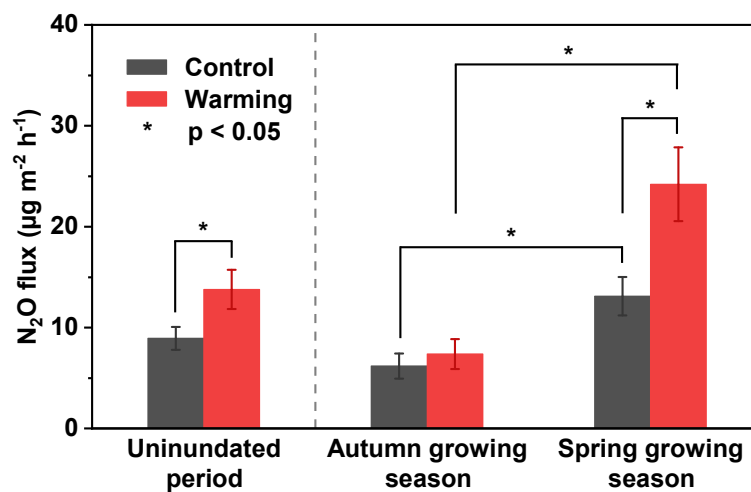 N₂O flux (µg m⁻² h⁻¹)
40
30
20
10
0
Control
Warming
* p < 0.05
*
*
*
*
Uninundated
period
Autumn growing
season
Spring growing
season